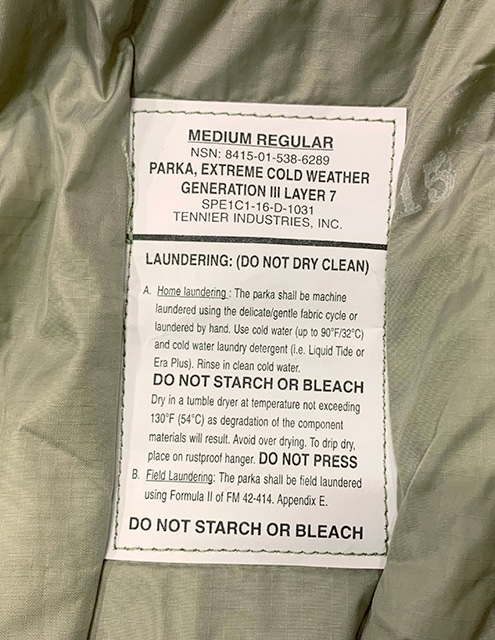 MEDIUM REGULAR
NSN: 8415-01-538-6289
PARKA, EXTREME COLD WEATHER
GENERATION III LAYER 7
SPE1C1-16-D-1031
TENNIER INDUSTRIES, INC.
LAUNDERING: (DO NOT DRY CLEAN)
A. Home laundering : The parka shall be machine
laundered using the delicate/gentle fabric cycle or
laundered by hand. Use cold water (up to 90°F/32°C)
and cold water laundry detergent (i.e. Liquid Tide or
Era Plus). Rinse in clean cold water.
DO NOT STARCH OR BLEACH
Dry in a tumble dryer at temperature not exceeding
130°F (54°C) as degradation of the component
materials will result. Avoid over drying. To drip dry,
place on rustproof hanger. DO NOT PRESS
B. Field Laundering: The parka shall be field laundered
using Formula II of FM 42-414. Appendix E.
DO NOT STARCH OR BLEACH